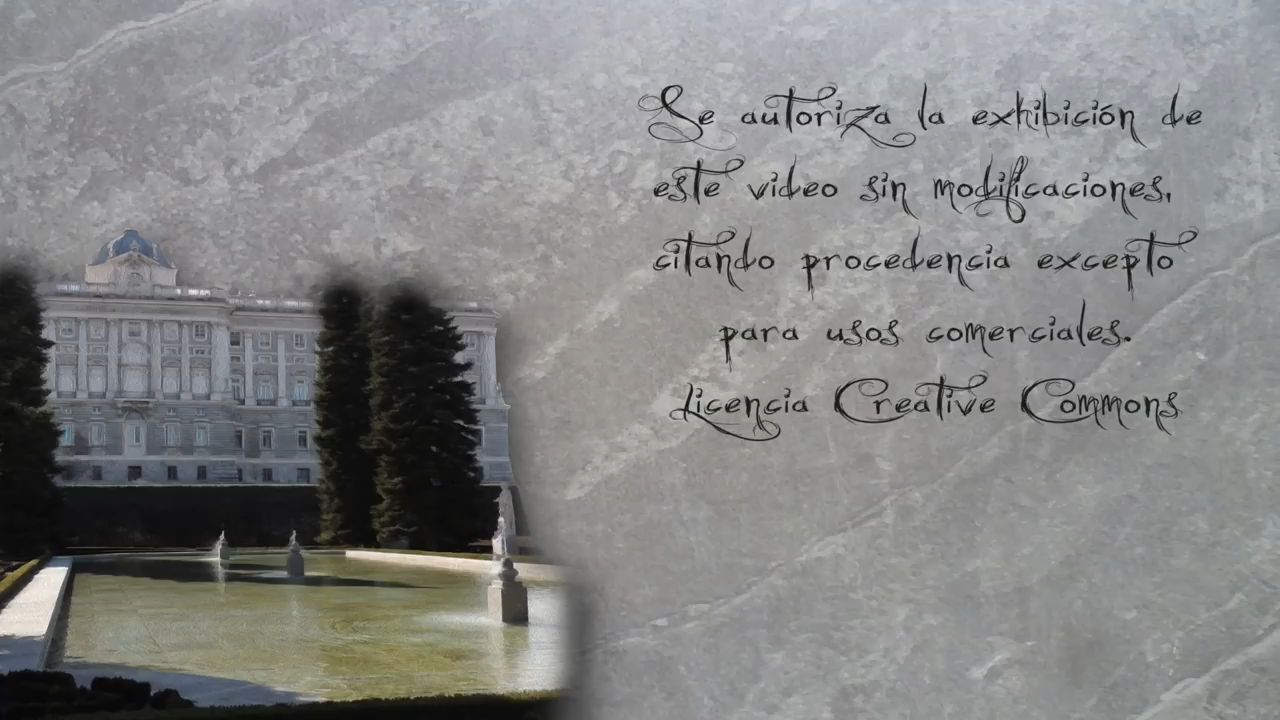 Se autoriza la exhibición de
este video sin modificaciones,
citando procedencia excepto
para usos comerciales.
Licencia Creative Commons